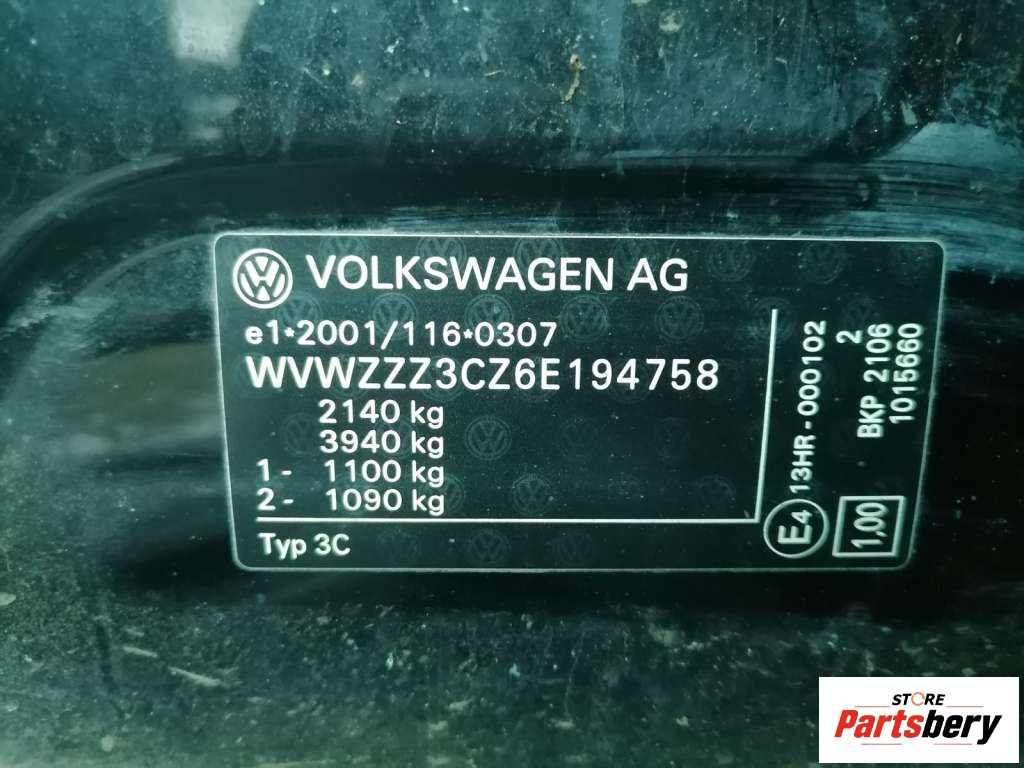 VOLKSWAGEN AG
e1*2001/116*0307
WVWZZZ3CZ6E194758
2140 kg
3940 kg
1- 1100 kg
2- 1090 kg
Typ 3C
E4 13HR-000102
2
BKP 2106
1015660
1,00
STORE
Partsbery